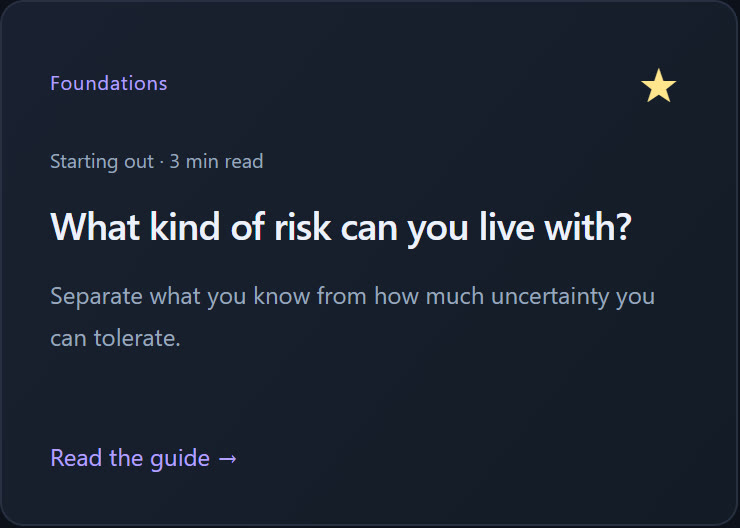 Foundations
Starting out · 3 min read
What kind of risk can you live with?
Separate what you know from how much uncertainty you
can tolerate.
Read the guide →